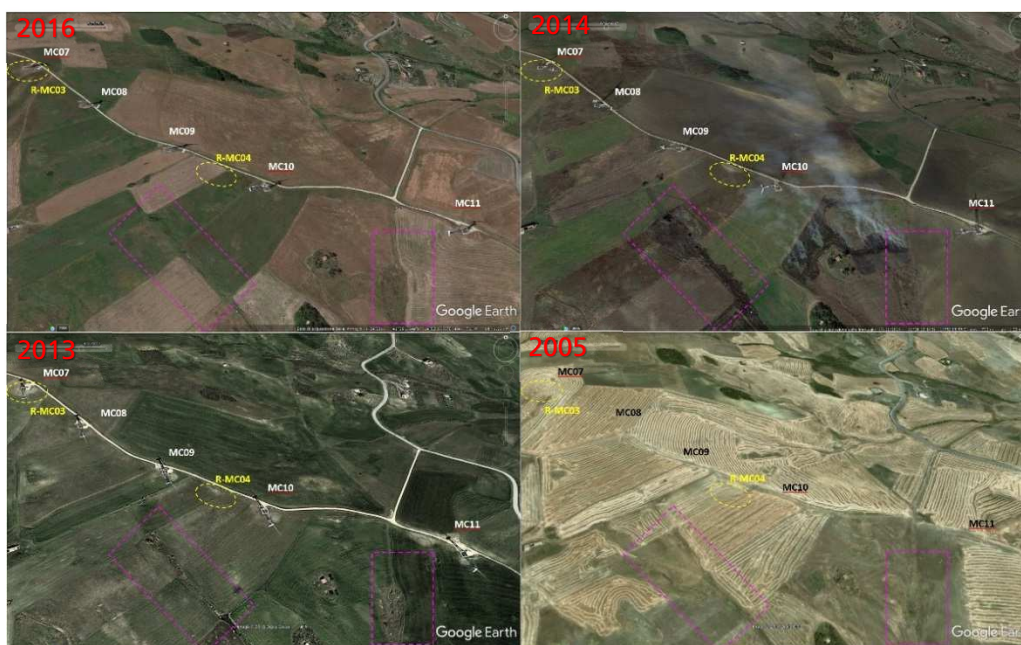 2016
MC07
R-MC03
MC08
MC09
R-MC04
MC10
MC11
Google Earth
2014
MC07
R-MC03
MC08
MC09
R-MC04
MC10
MC11
Google Earth
2013
MC07
R-MC03
MC08
MC09
R-MC04
MC10
MC11
Google Earth
2005
MC07
R-MC03
MC08
MC09
R-MC04
MC10
MC11
Google Earth